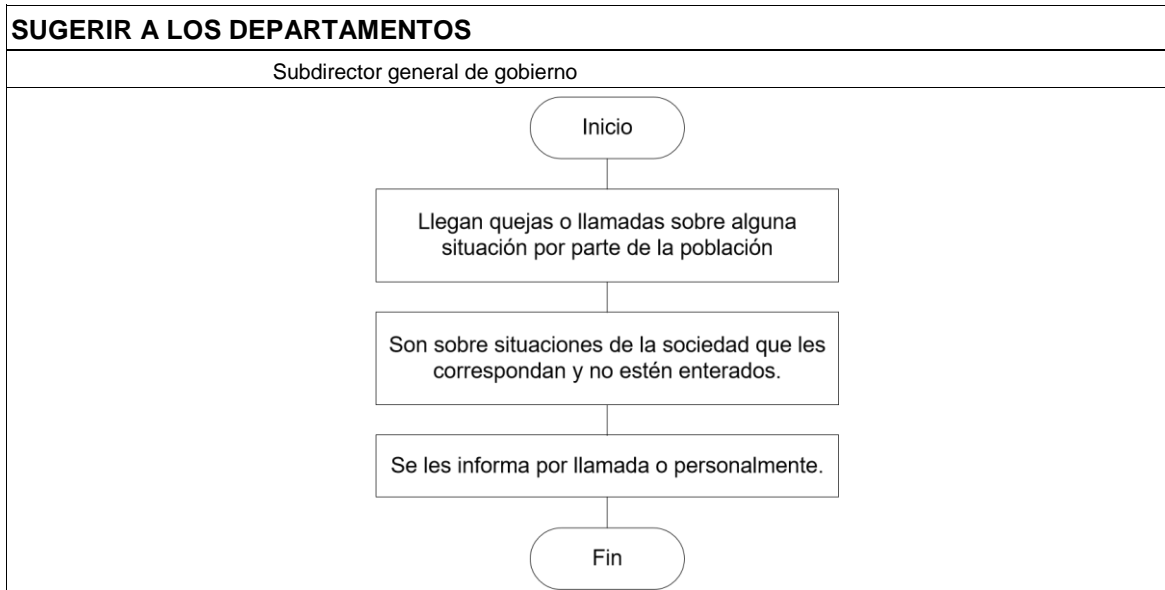 SUGERIR A LOS DEPARTAMENTOS
Subdirector general de gobierno
Inicio
Llegan quejas o llamadas sobre alguna
situación por parte de la población
Son sobre situaciones de la sociedad que les
correspondan y no estén enterados.
Se les informa por llamada o personalmente.
Fin